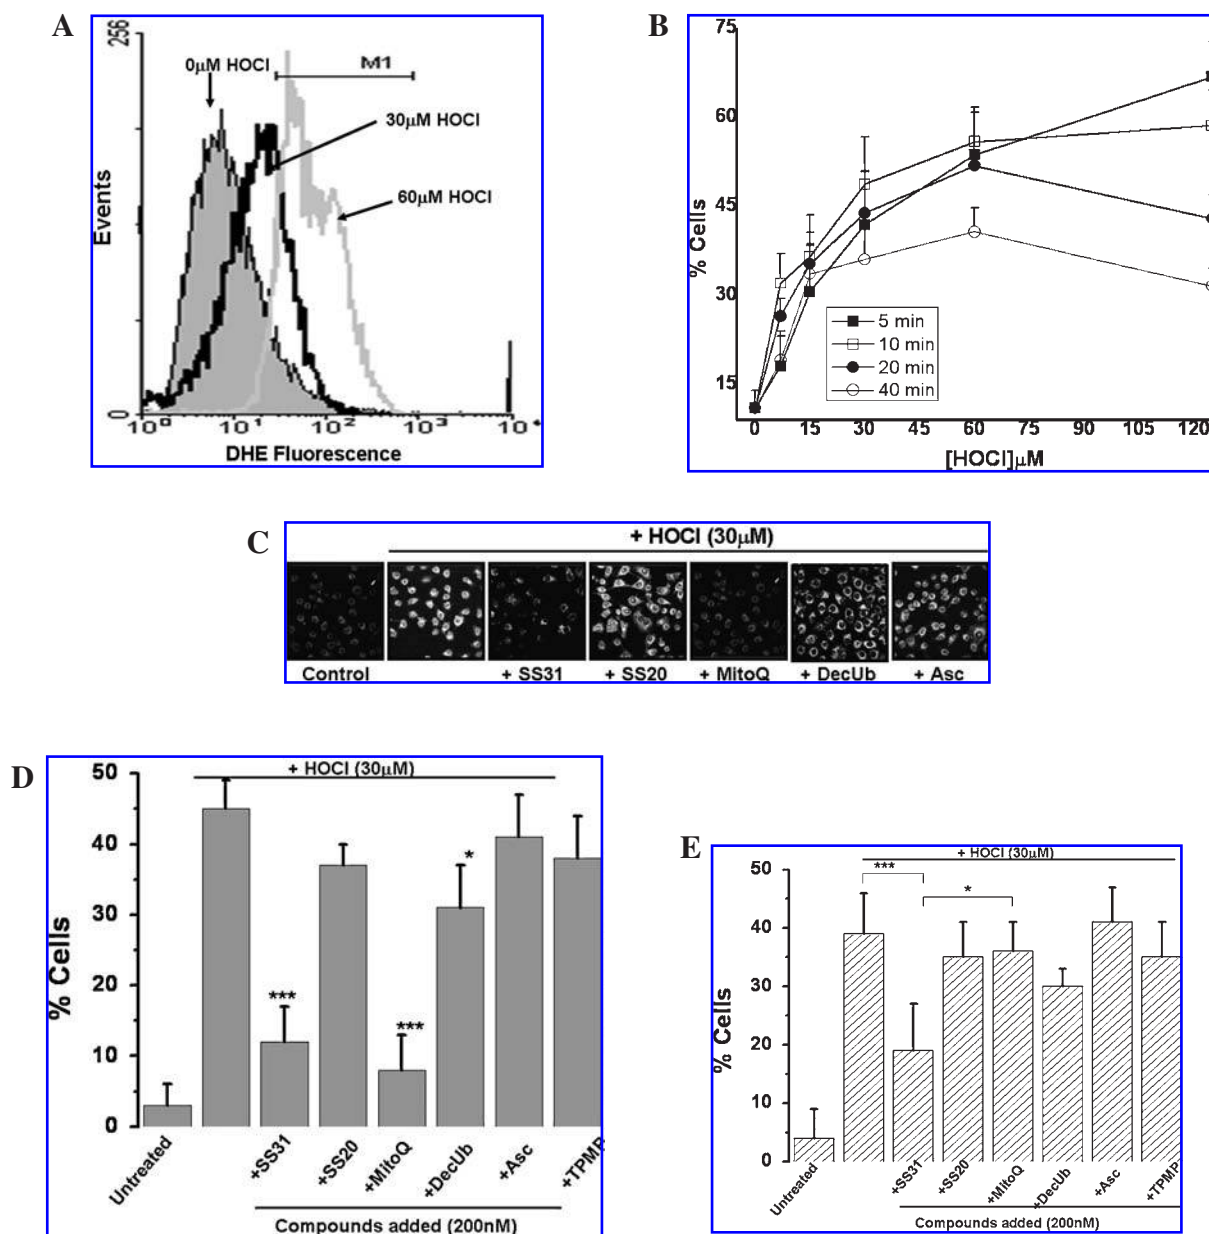 A
256
0μM HOCl
M1
30μM HOCl
60μM HOCl
Events
0
10⁰ 10¹ 10² 10³ 10⁴
DHE Fluorescence
B
75
60
45
30
15
% Cells
5 min
10 min
20 min
40 min
0 15 30 45 60 75 90 105 120
[HOCl]μM
C
+ HOCl (30μM)
Control + SS31 + SS20 + MitoQ + DecUb + Asc
D
+ HOCl (30μM)
50
40
30
20
10
0
% Cells
***
***
*
Untreated +SS31 +SS20 +MitoQ +DecUb +Asc +TPMP
Compounds added (200nM)
E
+ HOCl (30μM)
50
40
30
20
10
0
% Cells
***
*
Untreated +SS31 +SS20 +MitoQ +DecUb +Asc +TPMP
Compounds added (200nM)